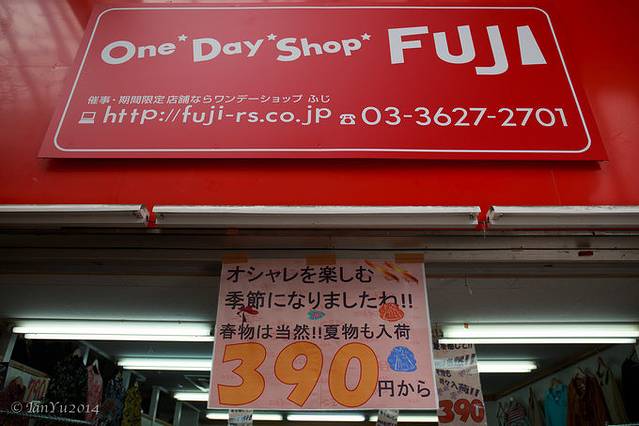 One*Day*Shop* FUJI
催事・期間限定店舗ならワンデーショップ ふじ
http://fuji-rs.co.jp ☎03-3627-2701
オシャレを楽しむ
季節になりましたね!!
春物は当然!!夏物も入荷
390円から
390
© TanYu2014